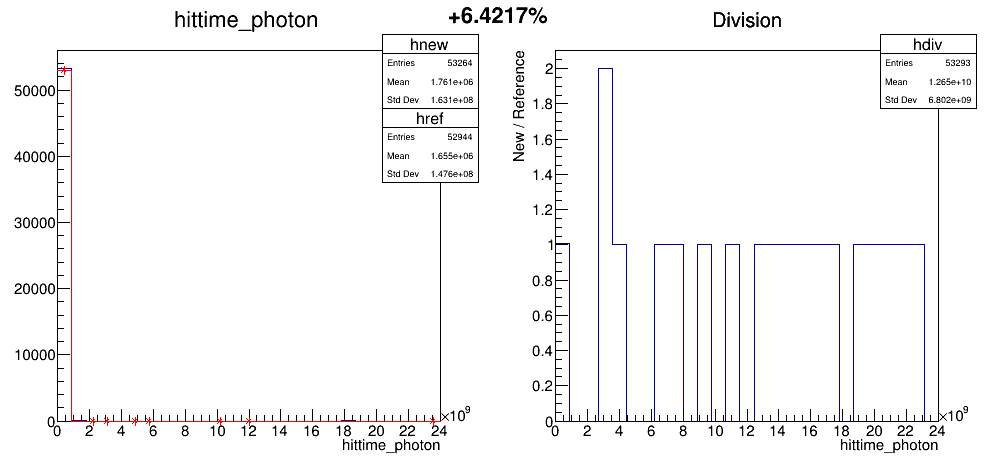 +6.4217%
hittime_photon
hnew
Entries 53264
Mean 1.761e+06
Std Dev 1.631e+08
href
Entries 52944
Mean 1.655e+06
Std Dev 1.476e+08
50000
40000
30000
20000
10000
0
0 2 4 6 8 10 12 14 16 18 20 22 24
×10⁹
hittime_photon
Division
hdiv
Entries 53293
Mean 1.265e+10
Std Dev 6.802e+09
New / Reference
2
1.8
1.6
1.4
1.2
1
0.8
0.6
0.4
0.2
0
0 2 4 6 8 10 12 14 16 18 20 22 24
×10⁹
hittime_photon